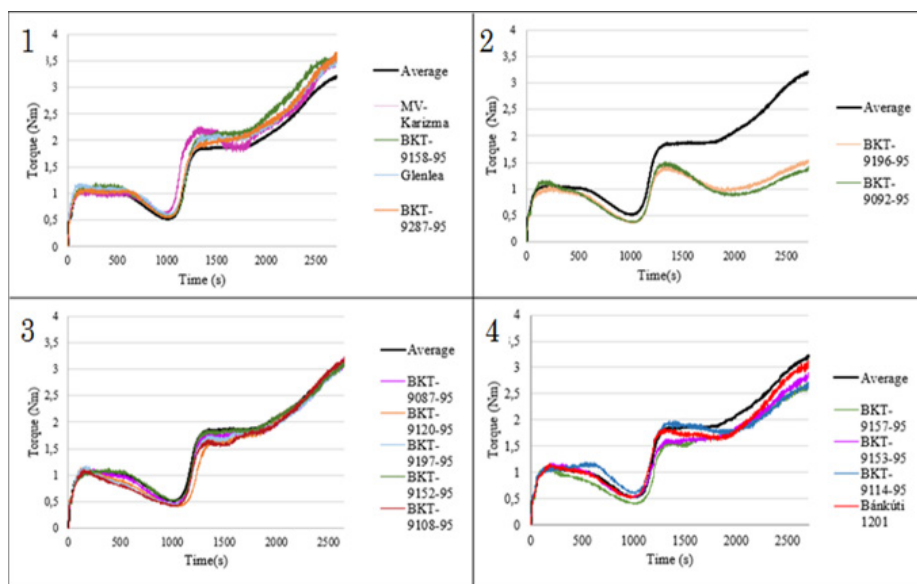 1
4
3,5
3
2,5
2
1,5
1
0,5
0
Torque (Nm)
0 500 1000 1500 2000 2500
Time (s)
Average
MV-
Karizma
BKT-
9158-95
Glenlea
BKT-
9287-95
2
4
3,5
3
2,5
2
1,5
1
0,5
0
Torque (Nm)
0 500 1000 1500 2000 2500
Time (s)
Average
BKT-
9196-95
BKT-
9092-95
3
4
3,5
3
2,5
2
1,5
1
0,5
0
Torque (Nm)
0 500 1000 1500 2000 2500
Time(s)
Average
BKT-
9087-95
BKT-
9120-95
BKT-
9197-95
BKT-
9152-95
BKT-
9108-95
4
4
3,5
3
2,5
2
1,5
1
0,5
0
Torque (Nm)
0 500 1000 1500 2000 2500
Time (s)
Average
BKT-
9157-95
BKT-
9153-95
BKT-
9114-95
Bánkúti
1201